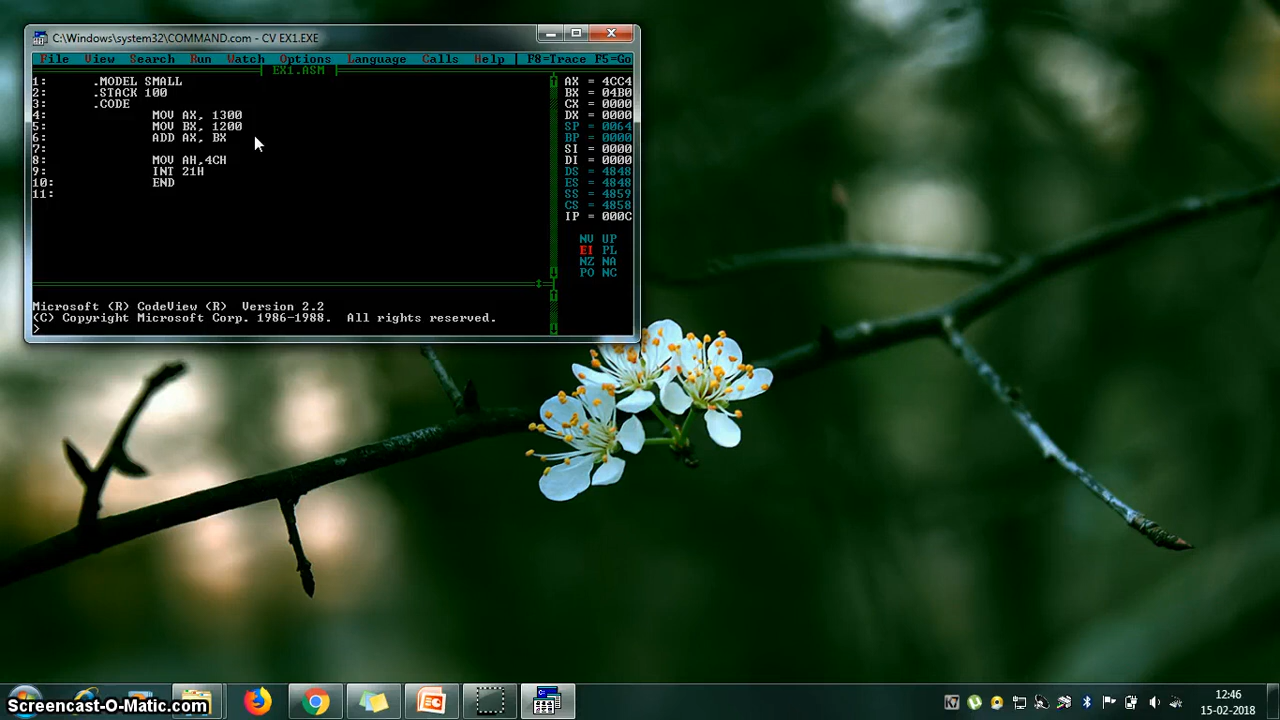 C:\Windows\system32\COMMAND.com - CV EX1.EXE
File View Search Run Watch Options Language Calls Help | F8=Trace F5=Go
EX1.ASM
1: .MODEL SMALL
2: .STACK 100
3: .CODE
4: MOV AX, 1300
5: MOV BX, 1200
6: ADD AX, BX
7:
8: MOV AH,4CH
9: INT 21H
10: END
11:
AX = 4CC4
BX = 04B0
CX = 0000
DX = 0000
SP = 0064
BP = 0000
SI = 0000
DI = 0000
DS = 4848
ES = 4848
SS = 4859
CS = 4858
IP = 000C
NV UP
EI PL
NZ NA
PO NC
Microsoft (R) CodeView (R) Version 2.2
(C) Copyright Microsoft Corp. 1986-1988. All rights reserved.
>
Screencast-O-Matic.com
12:46
15-02-2018